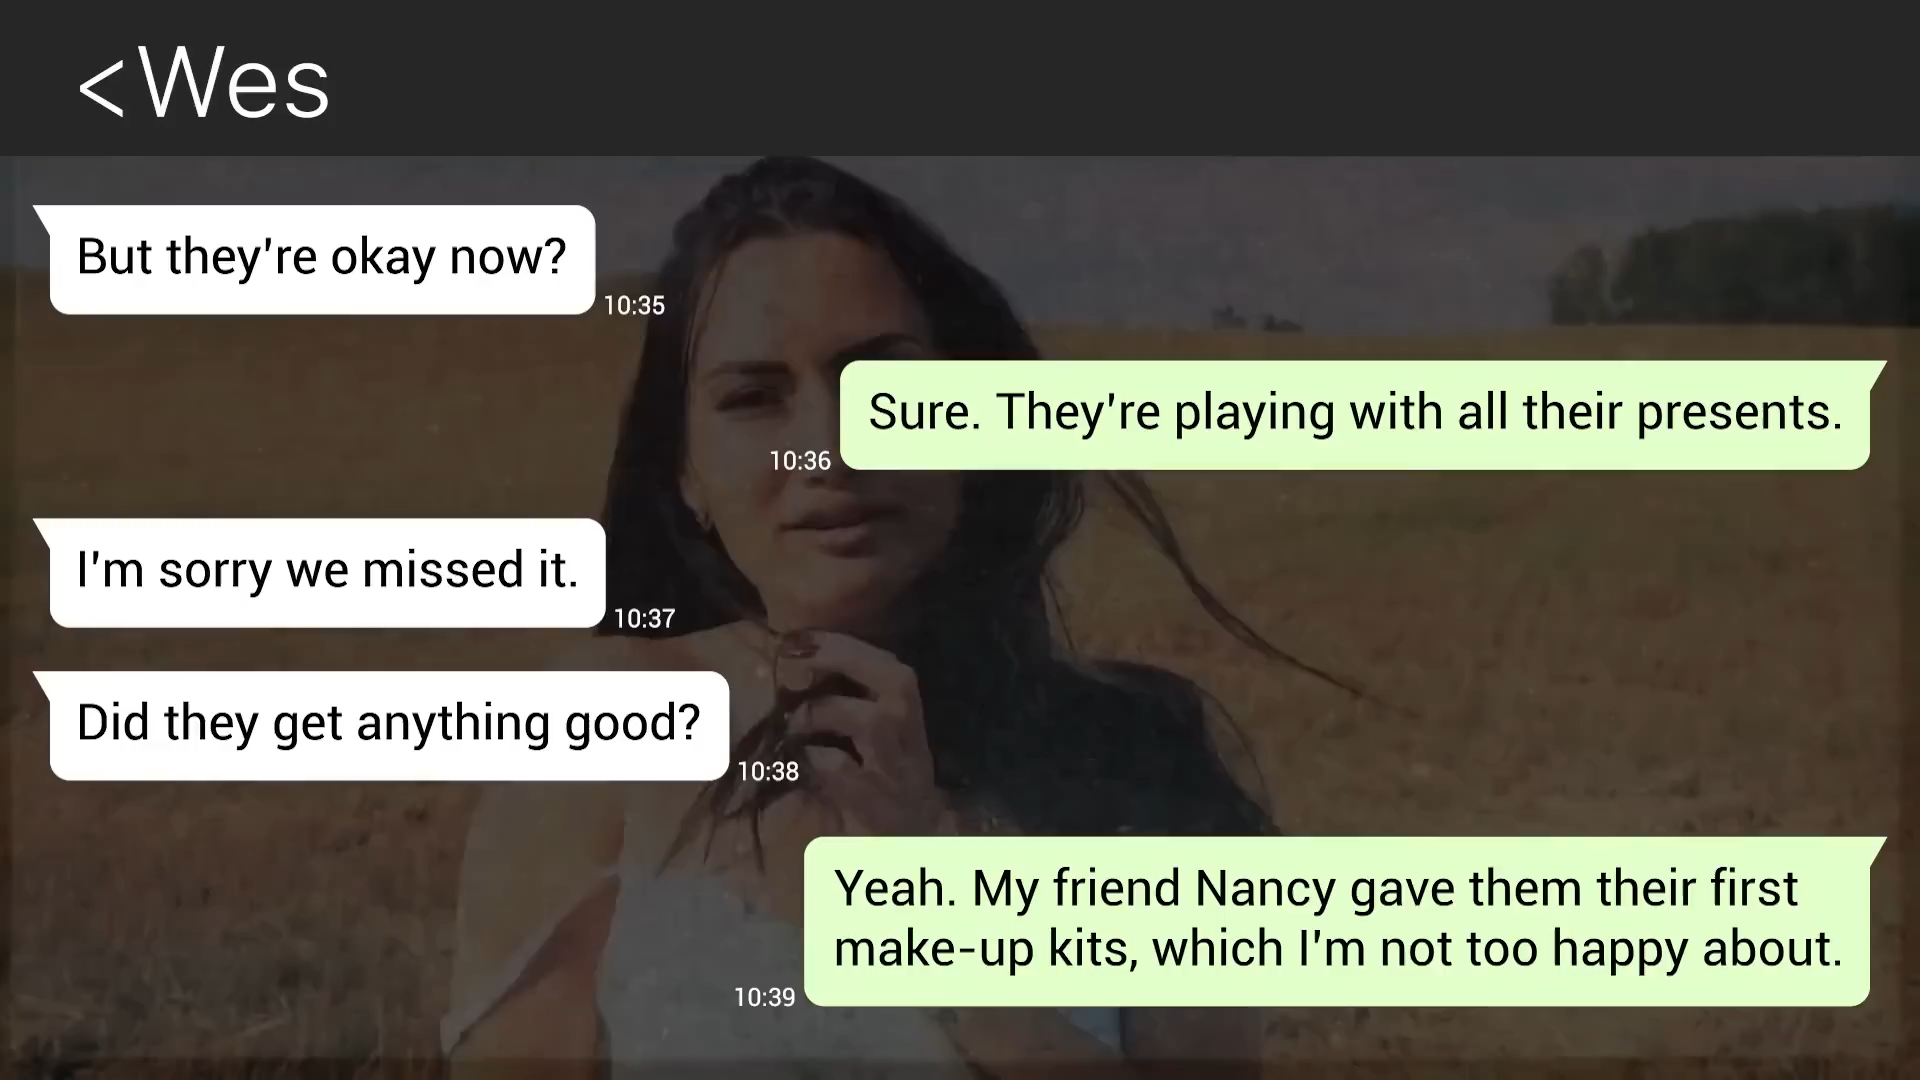 <Wes
But they're okay now?
10:35
Sure. They're playing with all their presents.
10:36
I'm sorry we missed it.
10:37
Did they get anything good?
10:38
Yeah. My friend Nancy gave them their first
make-up kits, which I'm not too happy about.
10:39